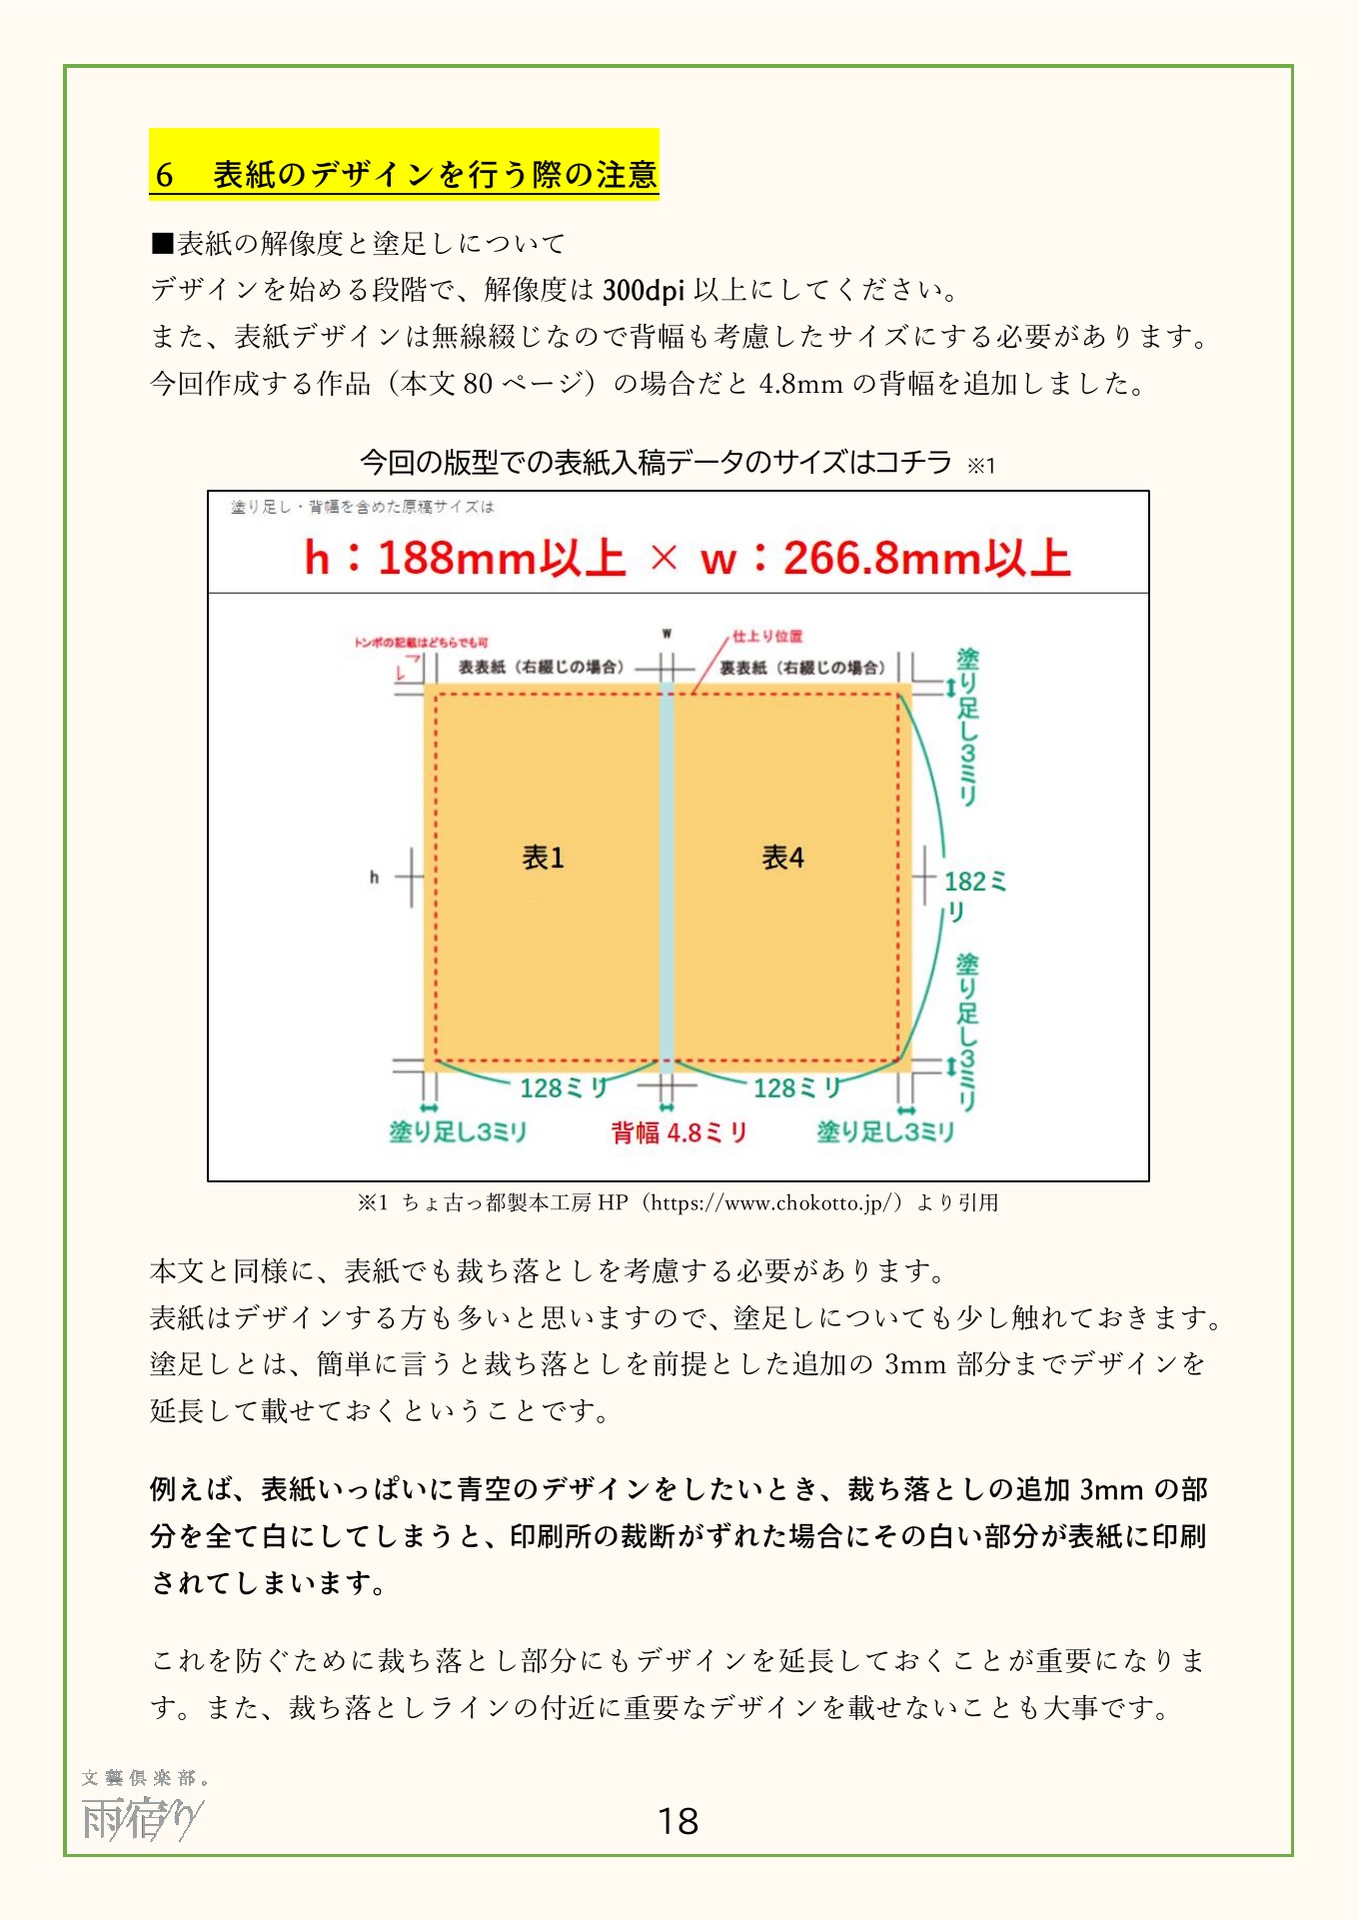 6　表紙のデザインを行う際の注意
■表紙の解像度と塗足しについて
デザインを始める段階で、解像度は 300dpi 以上にしてください。
また、表紙デザインは無線綴じなので背幅も考慮したサイズにする必要があります。
今回作成する作品（本文 80 ページ）の場合だと 4.8mm の背幅を追加しました。
今回の版型での表紙入稿データのサイズはコチラ ※1
塗り足し・背幅を含めた原稿サイズは
h：188mm以上 × w：266.8mm以上
トンボの記載はどちらでも可
w
仕上り位置
表表紙（右綴じの場合）
裏表紙（右綴じの場合）
塗り足し3ミリ
表1
表4
h
182ミ
リ
塗り足し3ミリ
128ミリ
128ミリ
塗り足し3ミリ
背幅 4.8ミリ
塗り足し3ミリ
※1 ちょ古っ都製本工房 HP（https://www.chokotto.jp/）より引用
本文と同様に、表紙でも裁ち落としを考慮する必要があります。
表紙はデザインする方も多いと思いますので、塗足しについても少し触れておきます。
塗足しとは、簡単に言うと裁ち落としを前提とした追加の 3mm 部分までデザインを
延長して載せておくということです。
例えば、表紙いっぱいに青空のデザインをしたいとき、裁ち落としの追加 3mm の部
分を全て白にしてしまうと、印刷所の裁断がずれた場合にその白い部分が表紙に印刷
されてしまいます。
これを防ぐために裁ち落とし部分にもデザインを延長しておくことが重要になりま
す。また、裁ち落としラインの付近に重要なデザインを載せないことも大事です。
文藝倶楽部。
雨宿り
18